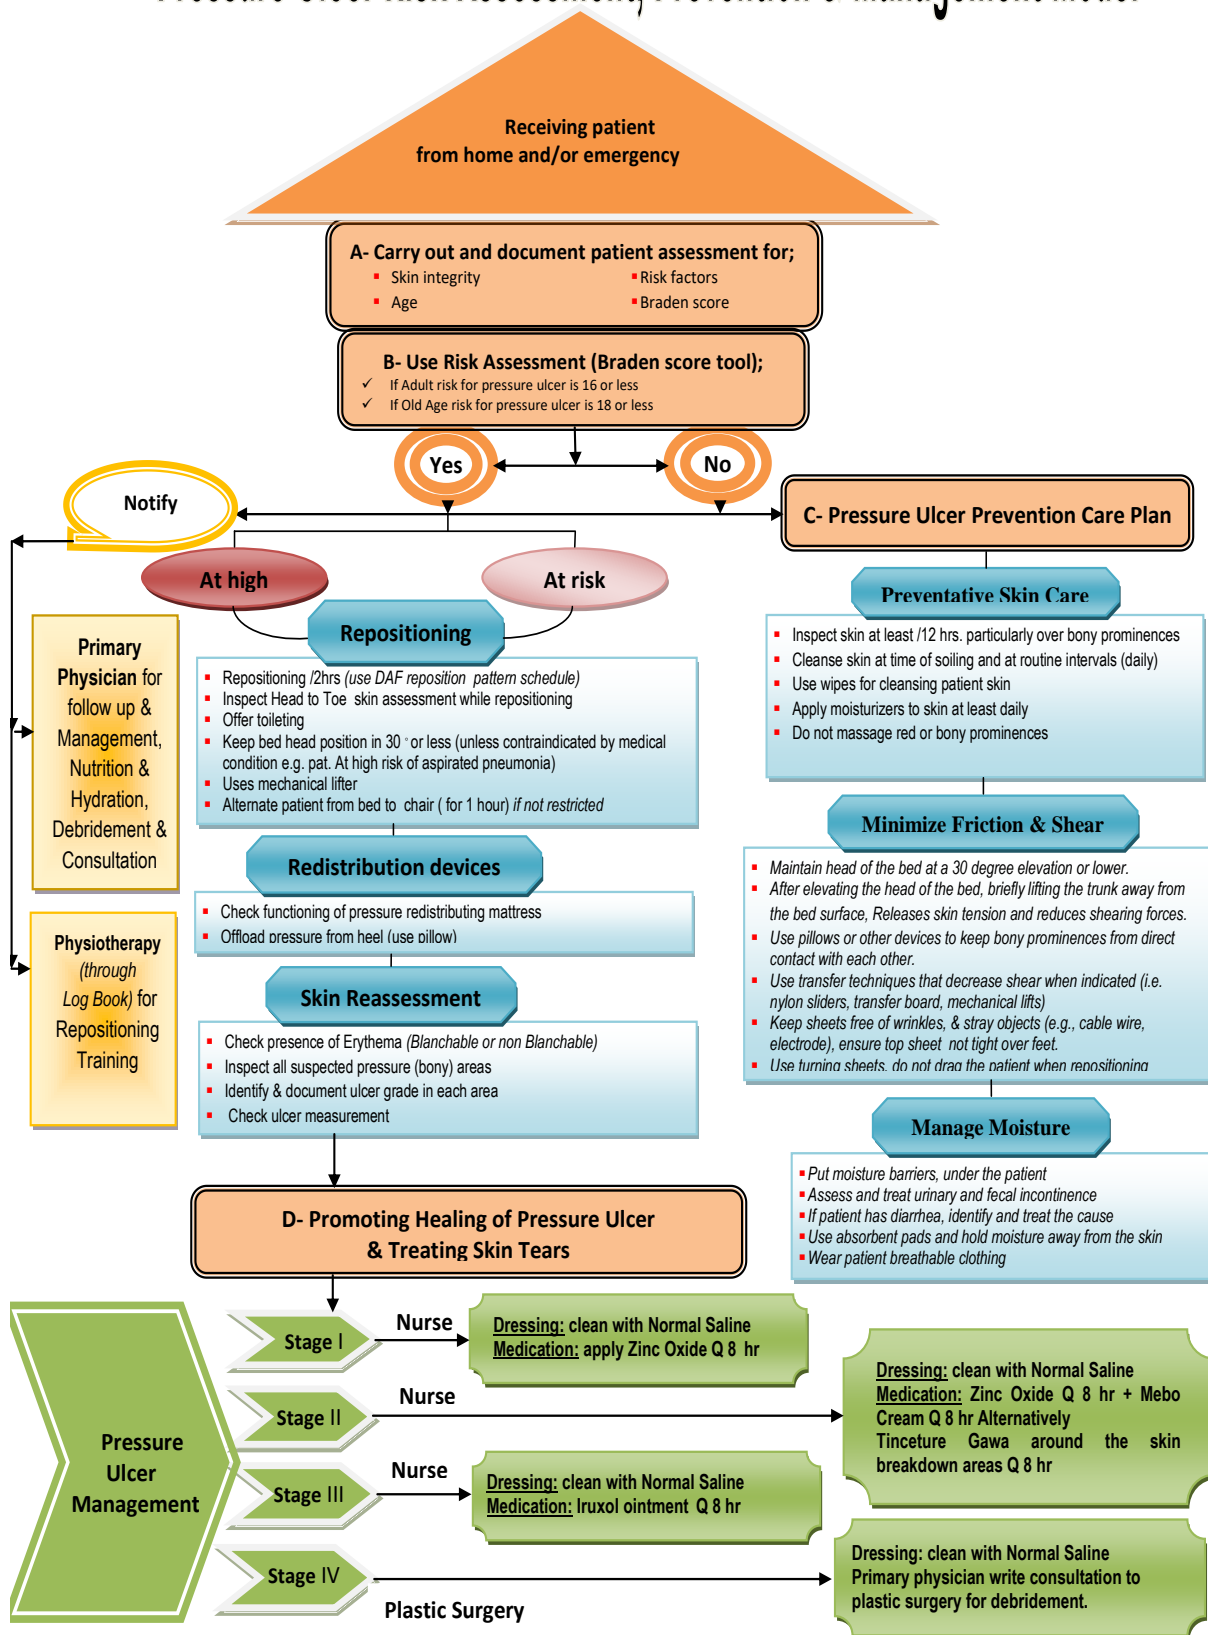 Pressure Ulcer Risk Assessment, Prevention & Management Model
Receiving patient
from home and/or emergency
A- Carry out and document patient assessment for;
▪ Skin integrity
▪ Risk factors
▪ Age
▪ Braden score
B- Use Risk Assessment (Braden score tool);
✓ If Adult risk for pressure ulcer is 16 or less
✓ If Old Age risk for pressure ulcer is 18 or less
Yes
No
Notify
At high
At risk
Primary
Physician for
follow up &
Management,
Nutrition &
Hydration,
Debridement &
Consultation
Physiotherapy
(through
Log Book) for
Repositioning
Training
Repositioning
▪ Repositioning /2hrs (use DAF reposition pattern schedule)
▪ Inspect Head to Toe skin assessment while repositioning
▪ Offer toileting
▪ Keep bed head position in 30 ° or less (unless contraindicated by medical
condition e.g. pat. At high risk of aspirated pneumonia)
▪ Uses mechanical lifter
▪ Alternate patient from bed to chair ( for 1 hour) if not restricted
Redistribution devices
▪ Check functioning of pressure redistributing mattress
▪ Offload pressure from heel (use pillow)
Skin Reassessment
▪ Check presence of Erythema (Blanchable or non Blanchable)
▪ Inspect all suspected pressure (bony) areas
▪ Identify & document ulcer grade in each area
▪ Check ulcer measurement
C- Pressure Ulcer Prevention Care Plan
Preventative Skin Care
▪ Inspect skin at least /12 hrs. particularly over bony prominences
▪ Cleanse skin at time of soiling and at routine intervals (daily)
▪ Use wipes for cleansing patient skin
▪ Apply moisturizers to skin at least daily
▪ Do not massage red or bony prominences
Minimize Friction & Shear
▪ Maintain head of the bed at a 30 degree elevation or lower.
▪ After elevating the head of the bed, briefly lifting the trunk away from
the bed surface, Releases skin tension and reduces shearing forces.
▪ Use pillows or other devices to keep bony prominences from direct
contact with each other.
▪ Use transfer techniques that decrease shear when indicated (i.e.
nylon sliders, transfer board, mechanical lifts)
▪ Keep sheets free of wrinkles, & stray objects (e.g., cable wire,
electrode), ensure top sheet not tight over feet.
▪ Use turning sheets, do not drag the patient when repositioning
Manage Moisture
▪ Put moisture barriers, under the patient
▪ Assess and treat urinary and fecal incontinence
▪ If patient has diarrhea, identify and treat the cause
▪ Use absorbent pads and hold moisture away from the skin
▪ Wear patient breathable clothing
D- Promoting Healing of Pressure Ulcer
& Treating Skin Tears
Pressure
Ulcer
Management
Stage I
Nurse
Dressing: clean with Normal Saline
Medication: apply Zinc Oxide Q 8 hr
Stage II
Nurse
Dressing: clean with Normal Saline
Medication: Zinc Oxide Q 8 hr + Mebo
Cream Q 8 hr Alternatively
Tinceture Gawa around the skin
breakdown areas Q 8 hr
Stage III
Nurse
Dressing: clean with Normal Saline
Medication: Iruxol ointment Q 8 hr
Stage IV
Plastic Surgery
Dressing: clean with Normal Saline
Primary physician write consultation to
plastic surgery for debridement.